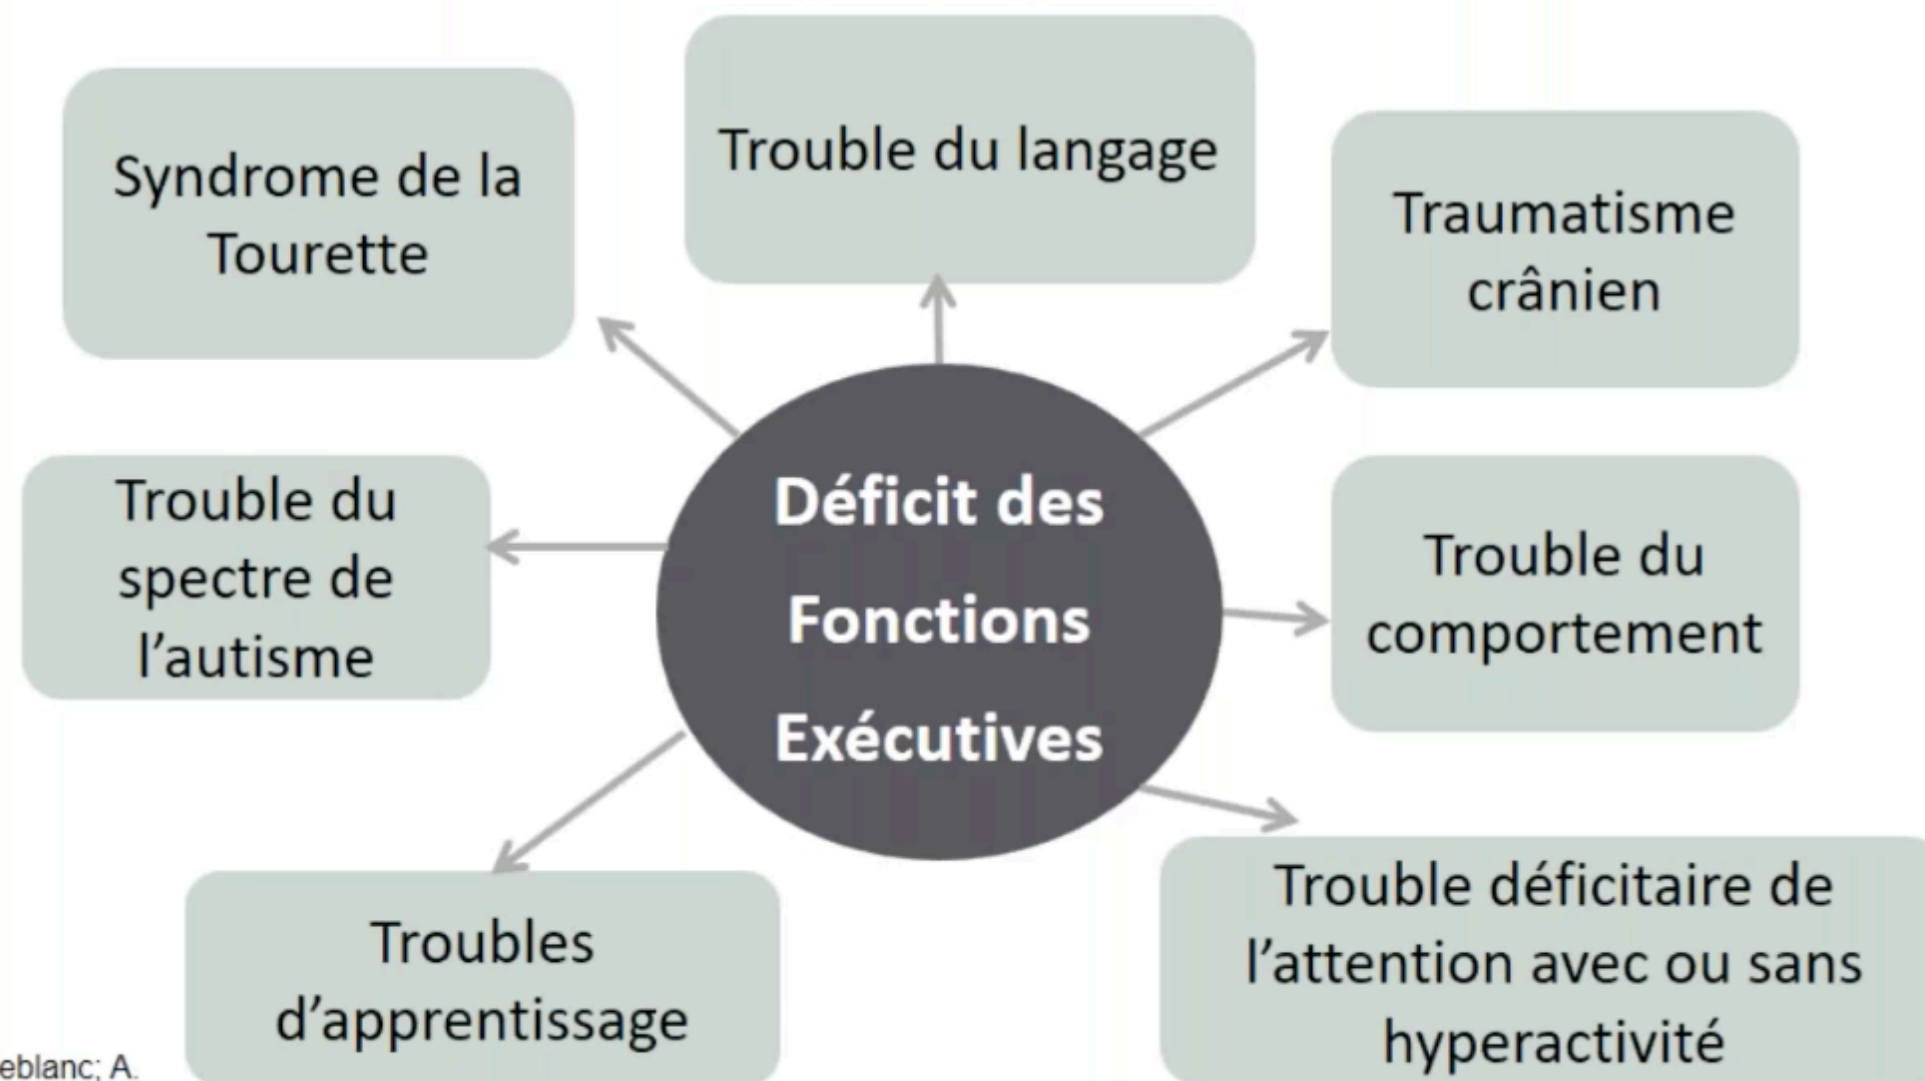 Syndrome de la
Tourette
Trouble du langage
Traumatisme
crânien
Trouble du
spectre de
l'autisme
Déficit des
Fonctions
Exécutives
Trouble du
comportement
Troubles
d'apprentissage
Trouble déficitaire de
l'attention avec ou sans
hyperactivité
eblanc; A.